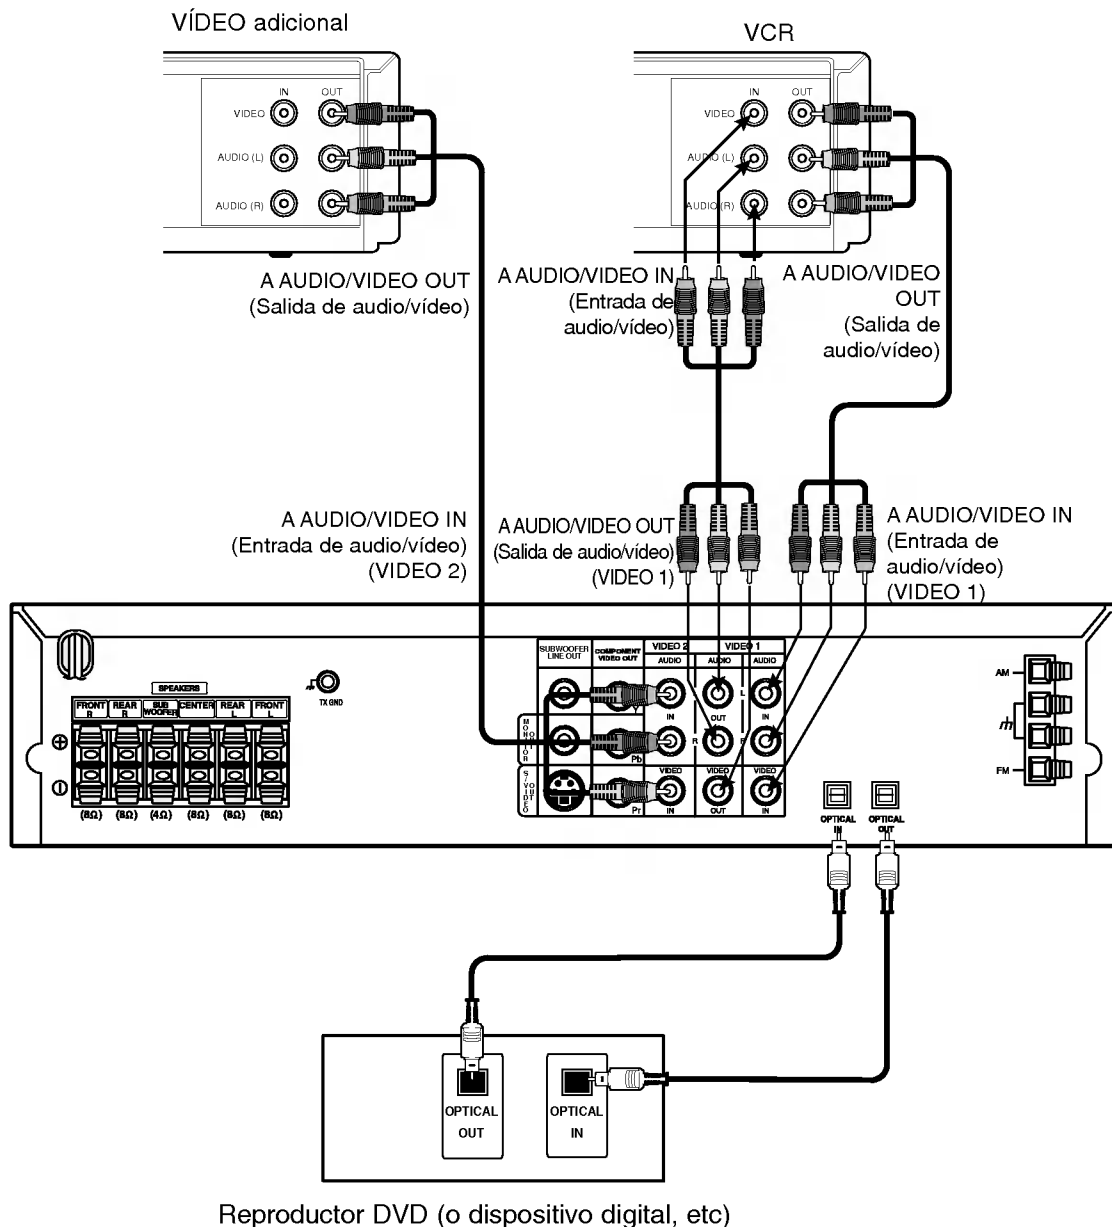 VÍDEO adicional
VCR
IN
OUT
VIDEO
AUDIO (L)
AUDIO (R)
IN
OUT
VIDEO
AUDIO (L)
AUDIO (R)
A AUDIO/VIDEO OUT
(Salida de audio/vídeo)
A AUDIO/VIDEO IN
(Entrada de
audio/vídeo)
A AUDIO/VIDEO
OUT
(Salida de
audio/vídeo)
A AUDIO/VIDEO IN
(Entrada de audio/vídeo)
(VIDEO 2)
A AUDIO/VIDEO OUT
(Salida de audio/vídeo)
(VIDEO 1)
A AUDIO/VIDEO IN
(Entrada de
audio/vídeo)
(VIDEO 1)
SPEAKERS
FRONT R
REAR R
SUB WOOFER
CENTER
REAR L
FRONT L
(8Ω) (8Ω) (4Ω) (8Ω) (8Ω) (8Ω)
TX GND
SUBWOOFER
LINE OUT
COMPONENT
VIDEO OUT
VIDEO 2
VIDEO 1
AUDIO
AUDIO
AUDIO
MONITOR
OUT
S/VIDEO
OUT
Y
Pb
Pr
L
IN
OUT
IN
R
R
VIDEO
VIDEO
VIDEO
IN
OUT
IN
AM
FM
OPTICAL
IN
OPTICAL
OUT
OPTICAL
OUT
OPTICAL
IN
Reproductor DVD (o dispositivo digital, etc)